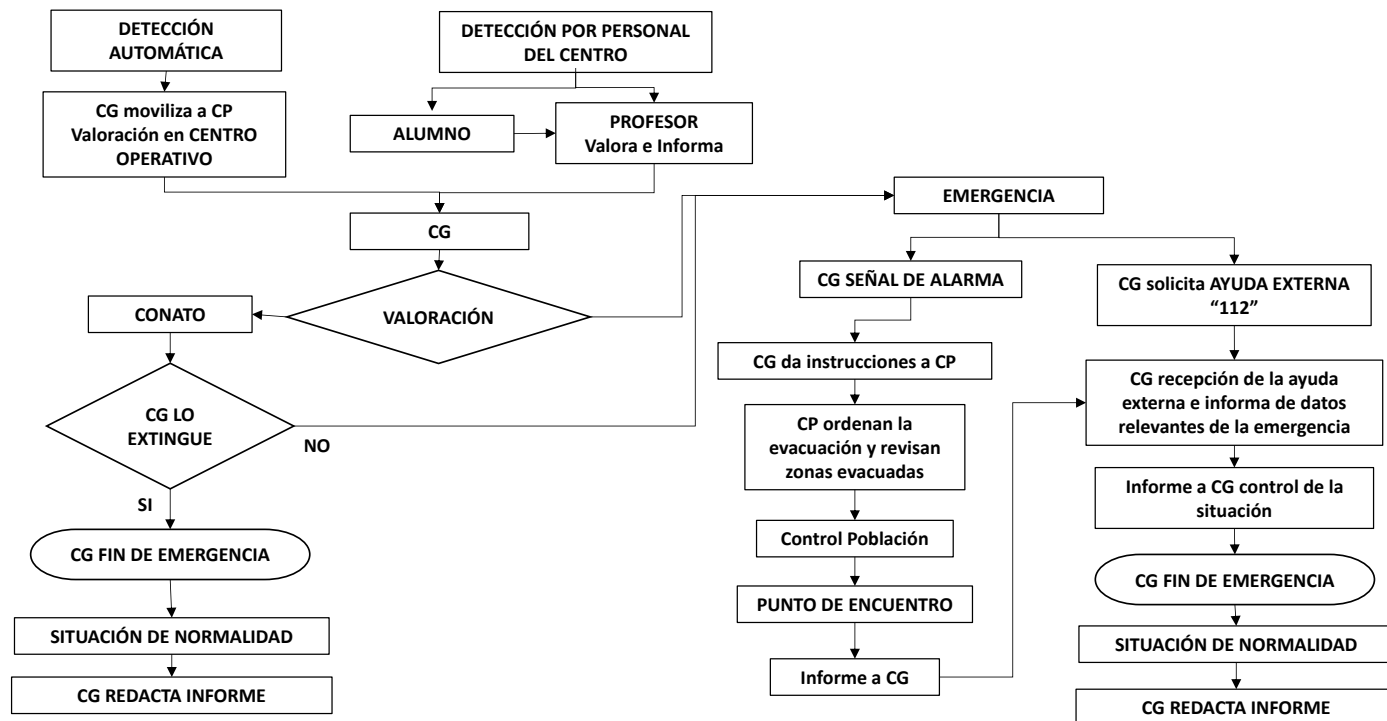 DETECCIÓN
AUTOMÁTICA
DETECCIÓN POR PERSONAL
DEL CENTRO
CG moviliza a CP
Valoración en CENTRO
OPERATIVO
ALUMNO
PROFESOR
Valora e Informa
CG
VALORACIÓN
CONATO
CG LO
EXTINGUE
NO
SI
CG FIN DE EMERGENCIA
SITUACIÓN DE NORMALIDAD
CG REDACTA INFORME
EMERGENCIA
CG SEÑAL DE ALARMA
CG da instrucciones a CP
CP ordenan la
evacuación y revisan
zonas evacuadas
Control Población
PUNTO DE ENCUENTRO
Informe a CG
CG solicita AYUDA EXTERNA
“112”
CG recepción de la ayuda
externa e informa de datos
relevantes de la emergencia
Informe a CG control de la
situación
CG FIN DE EMERGENCIA
SITUACIÓN DE NORMALIDAD
CG REDACTA INFORME